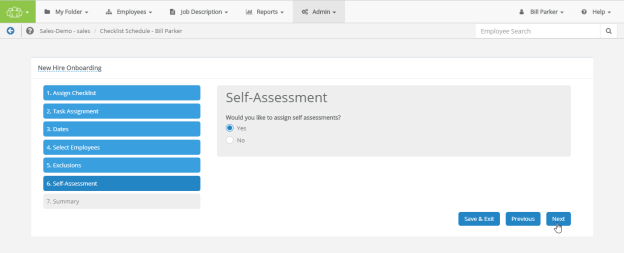 My Folder Employees Job Description Reports Admin Bill Parker Help
Sales-Demo - sales / Checklist Schedule - Bill Parker Employee Search
New Hire Onboarding
1. Assign Checklist
2. Task Assignment
3. Dates
4. Select Employees
5. Exclusions
6. Self-Assessment
7. Summary
Self-Assessment
Would you like to assign self assessments?
Yes
No
Save & Exit Previous Next